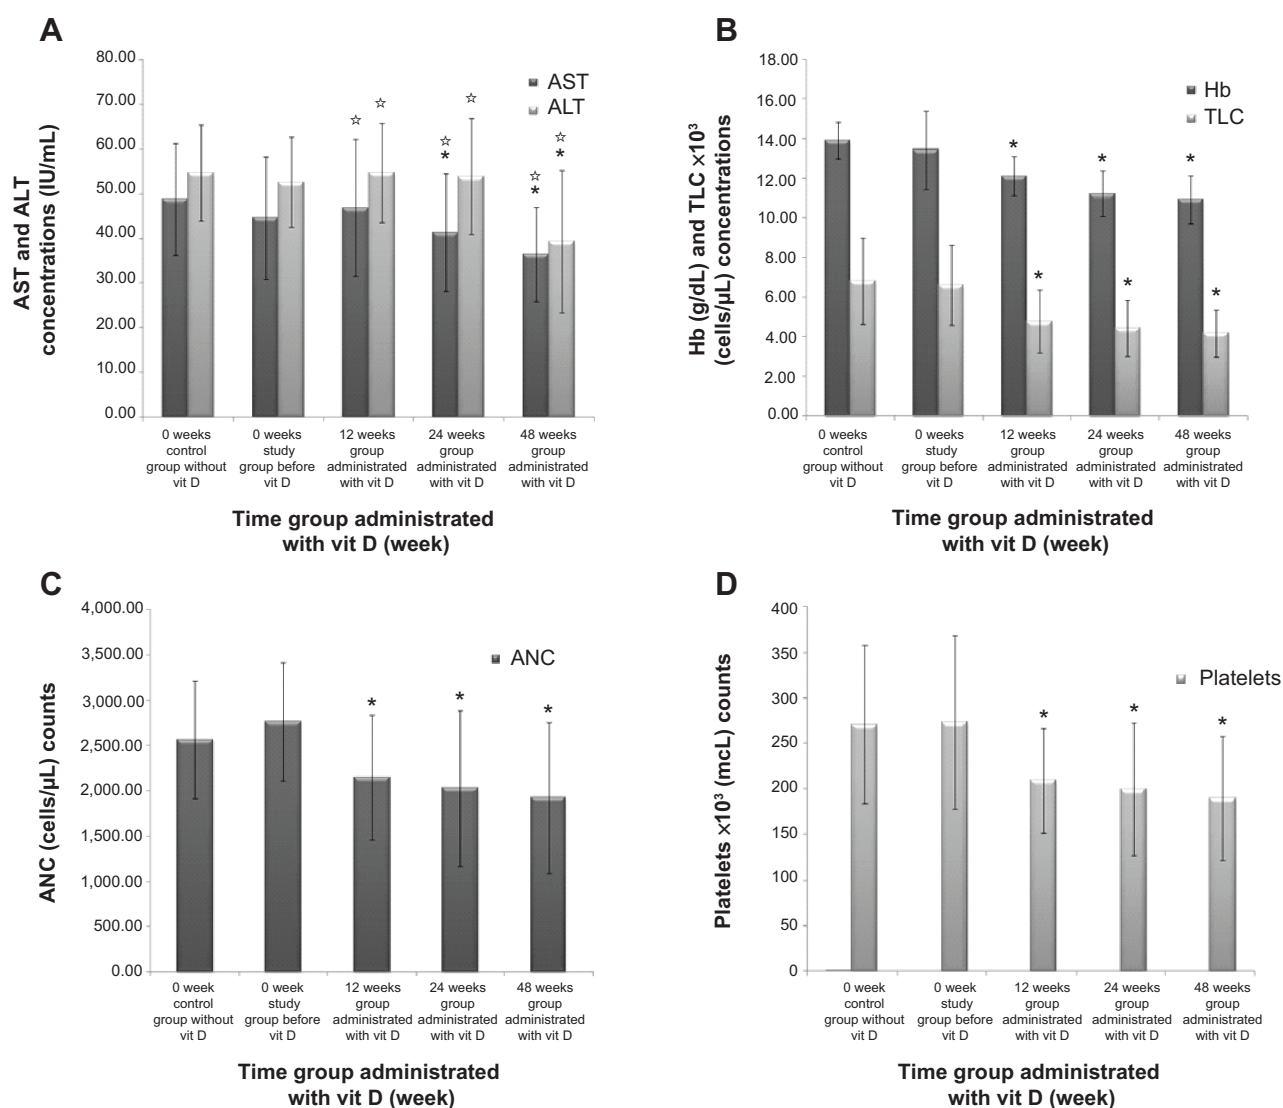 A
AST and ALT
concentrations (IU/mL)
80.00
70.00
60.00
50.00
40.00
30.00
20.00
10.00
0.00
AST
ALT
☆ ☆ ☆ * ☆ ☆ * ☆ *
0 weeks
control
group without
vit D
0 weeks
study
group before
vit D
12 weeks
group
administrated
with vit D
24 weeks
group
administrated
with vit D
48 weeks
group
administrated
with vit D
Time group administrated
with vit D (week)
B
Hb (g/dL) and TLC ×10³
(cells/µL) concentrations
18.00
16.00
14.00
12.00
10.00
8.00
6.00
4.00
2.00
0.00
Hb
TLC
* * * * * *
0 weeks
control
group without
vit D
0 weeks
study
group before
vit D
12 weeks
group
administrated
with vit D
24 weeks
group
administrated
with vit D
48 weeks
group
administrated
with vit D
Time group administrated
with vit D (week)
C
ANC (cells/µL) counts
4,000.00
3,500.00
3,000.00
2,500.00
2,000.00
1,500.00
1,000.00
500.00
0.00
ANC
* * *
0 week
control
group without
vit D
0 week
study
group before
vit D
12 weeks
group
administrated
with vit D
24 weeks
group
administrated
with vit D
48 weeks
group
administrated
with vit D
Time group administrated
with vit D (week)
D
Platelets ×10³ (mcL) counts
400
350
300
250
200
150
100
50
0
Platelets
* * *
0 week
control
group without
vit D
0 week
study
group before
vit D
12 weeks
group
administrated
with vit D
24 weeks
group
administrated
with vit D
48 weeks
group
administrated
with vit D
Time group administrated
with vit D (week)